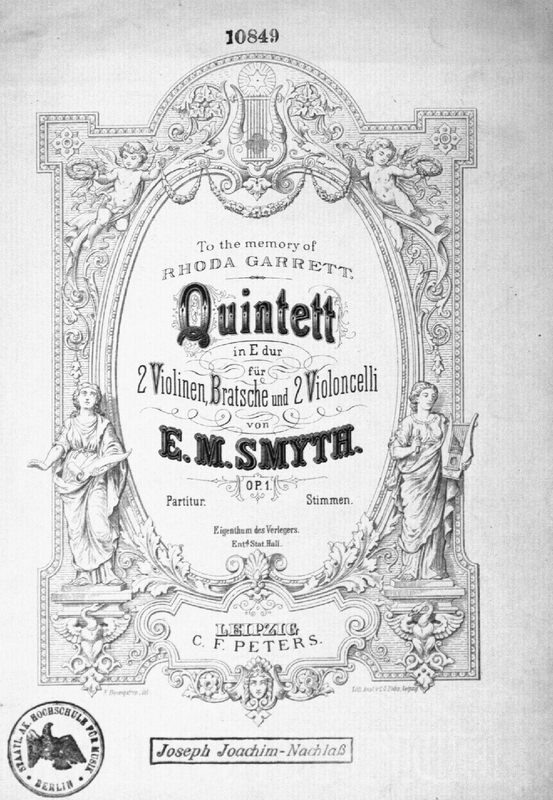 10849
To the memory of
RHODA GARRETT.
Quintett
in E dur
für
2 Violinen, Bratsche und 2 Violoncelli
von
E. M. SMYTH.
OP. 1.
Partitur. Stimmen.
Eigenthum des Verlegers.
Entd Stat. Hall.
LEIPZIG
C. F. PETERS.
STAATL. AK. HOCHSCHULE FÜR MUSIK
BERLIN
Joseph Joachim-Nachlaß